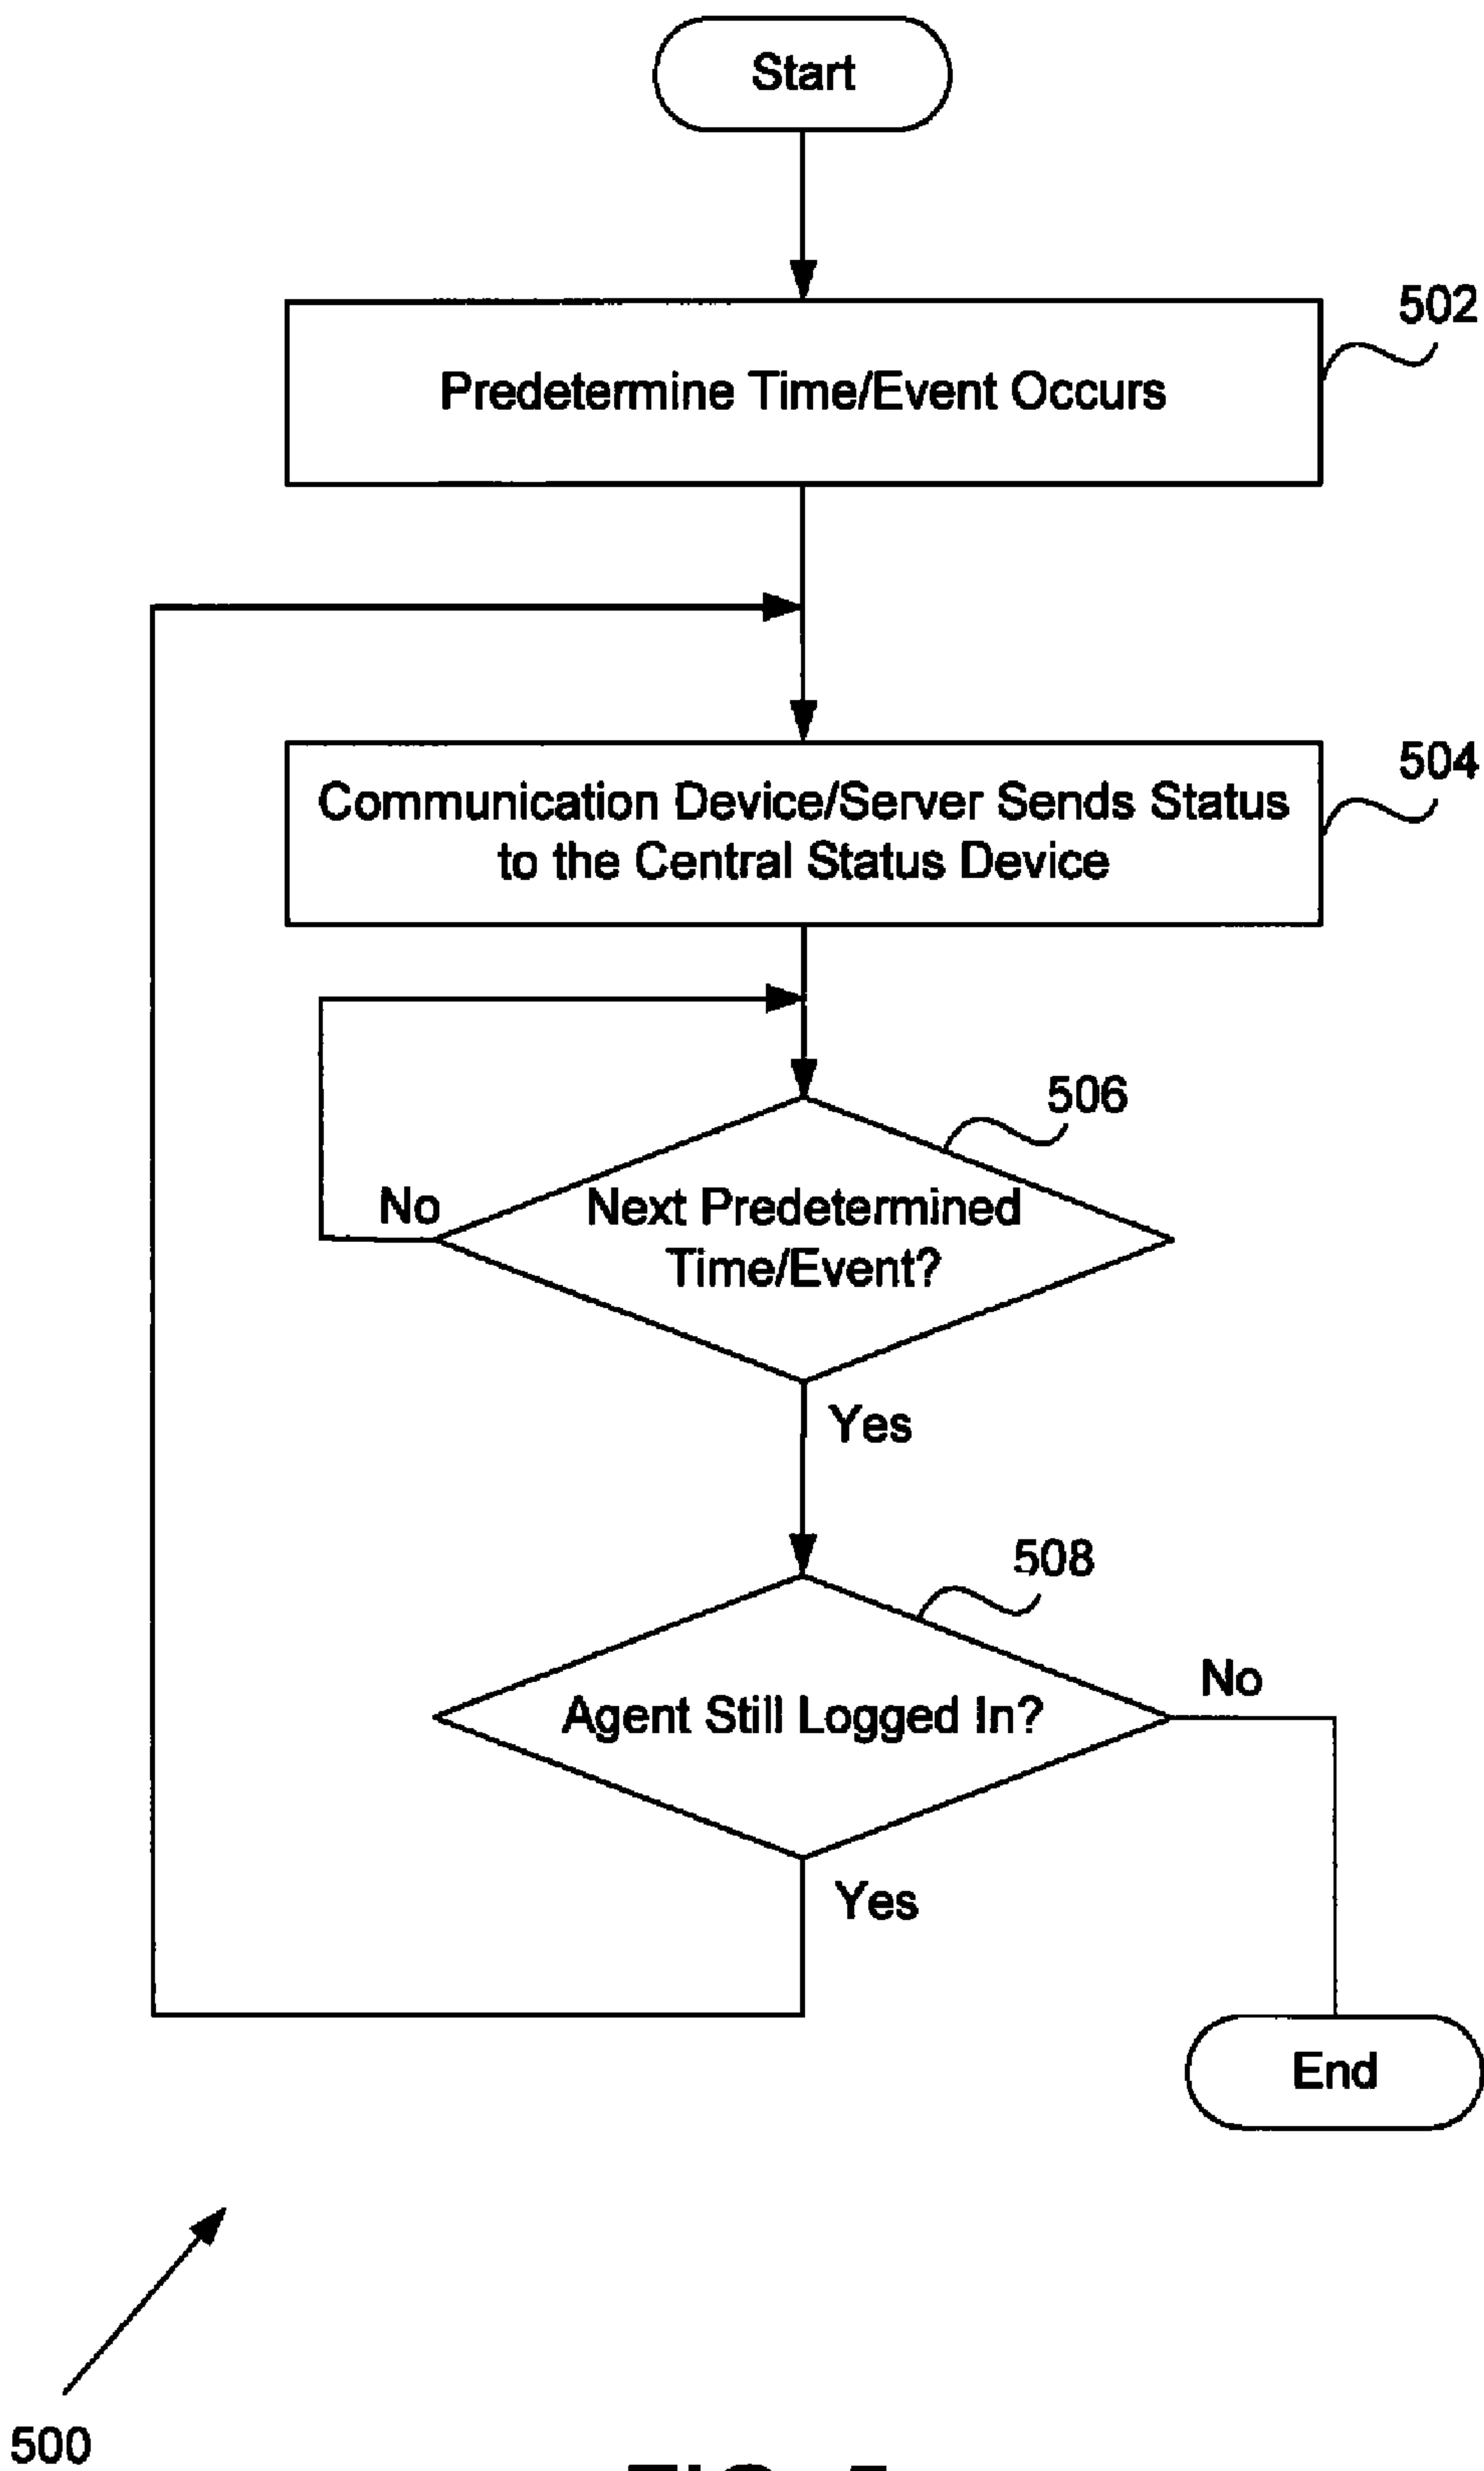 Start
502
Predetermine Time/Event Occurs
504
Communication Device/Server Sends Status
to the Central Status Device
506
No
Next Predetermined
Time/Event?
Yes
508
No
Agent Still Logged In?
Yes
End
500